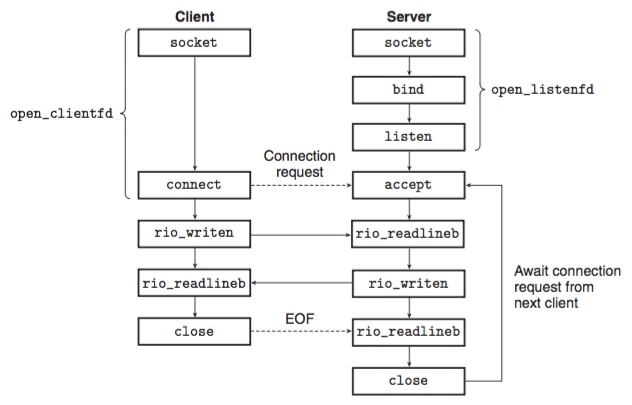 Client
Server
socket
socket
bind
open_clientfd
open_listenfd
listen
Connection
request
connect
accept
rio_writen
rio_readlineb
rio_readlineb
rio_writen
Await connection
request from
next client
EOF
close
rio_readlineb
close